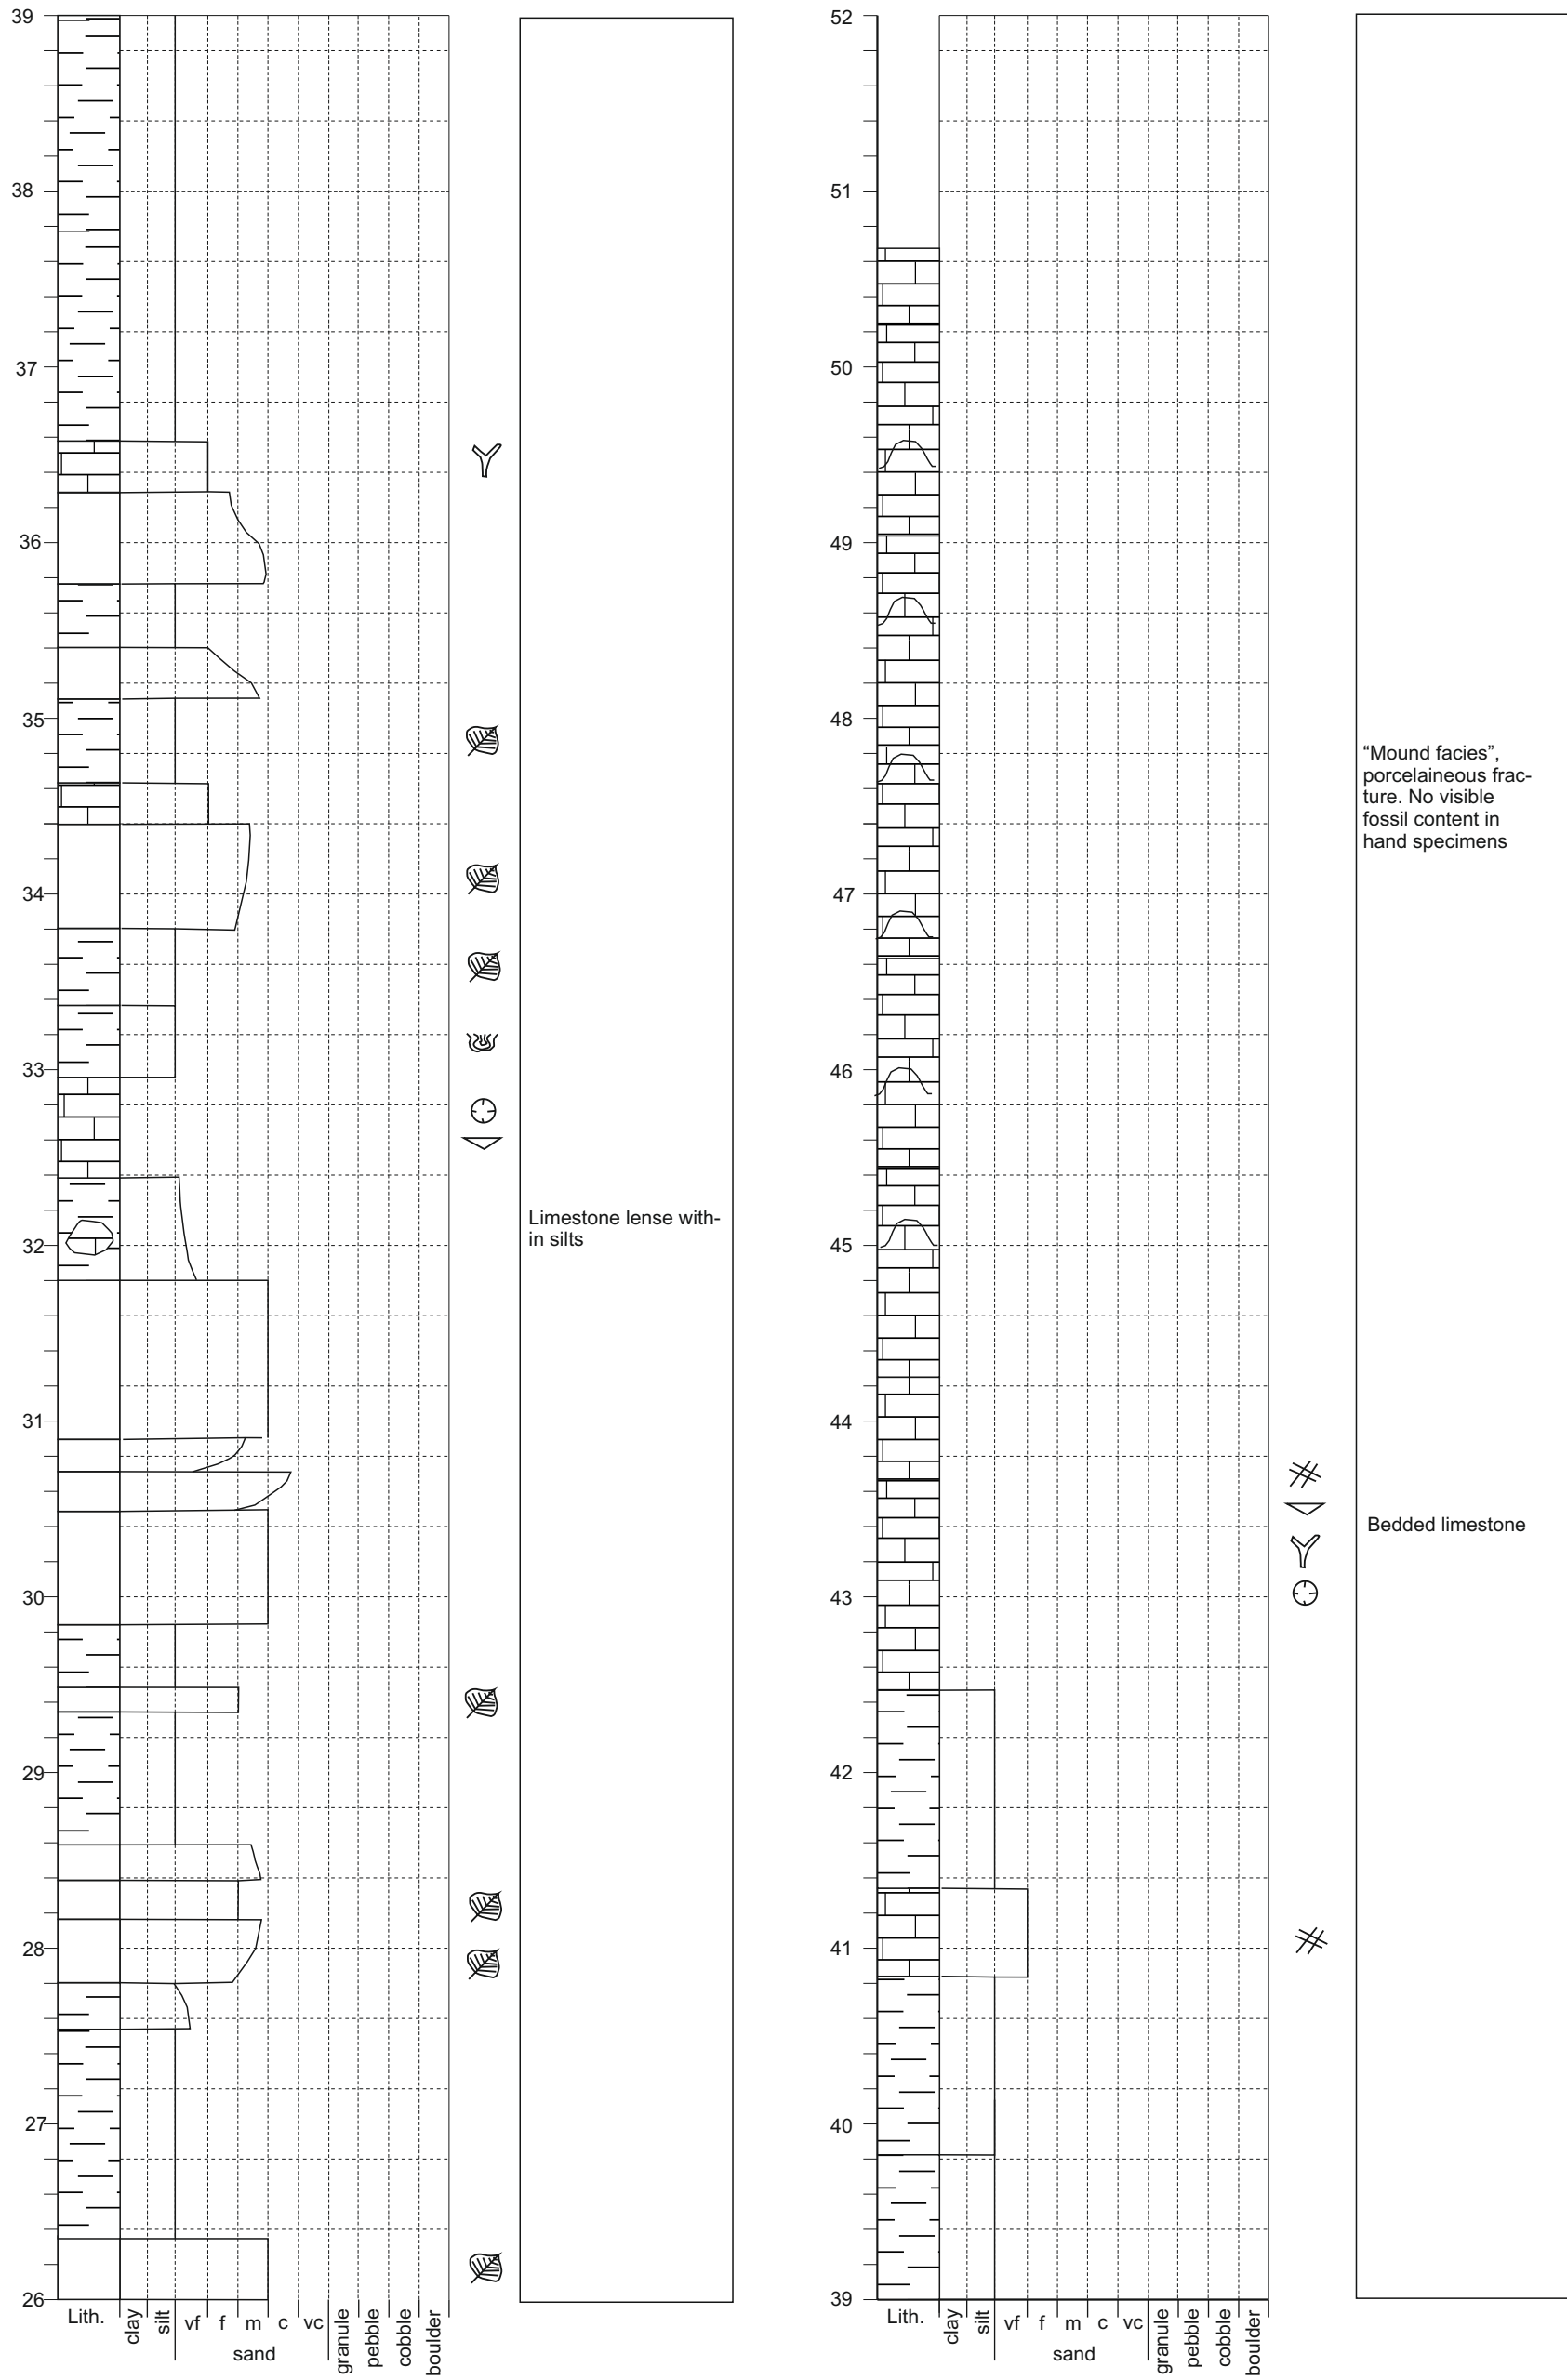 39
38
37
36
35
34
33
32
31
30
29
28
27
26
Limestone lense with-
in silts
Lith.
clay
silt
vf
f
m
c
vc
granule
pebble
cobble
boulder
sand
52
51
50
49
48
47
46
45
44
43
42
41
40
39
“Mound facies”,
porcelaineous frac-
ture. No visible
fossil content in
hand specimens
Bedded limestone
Lith.
clay
silt
vf
f
m
c
vc
granule
pebble
cobble
boulder
sand